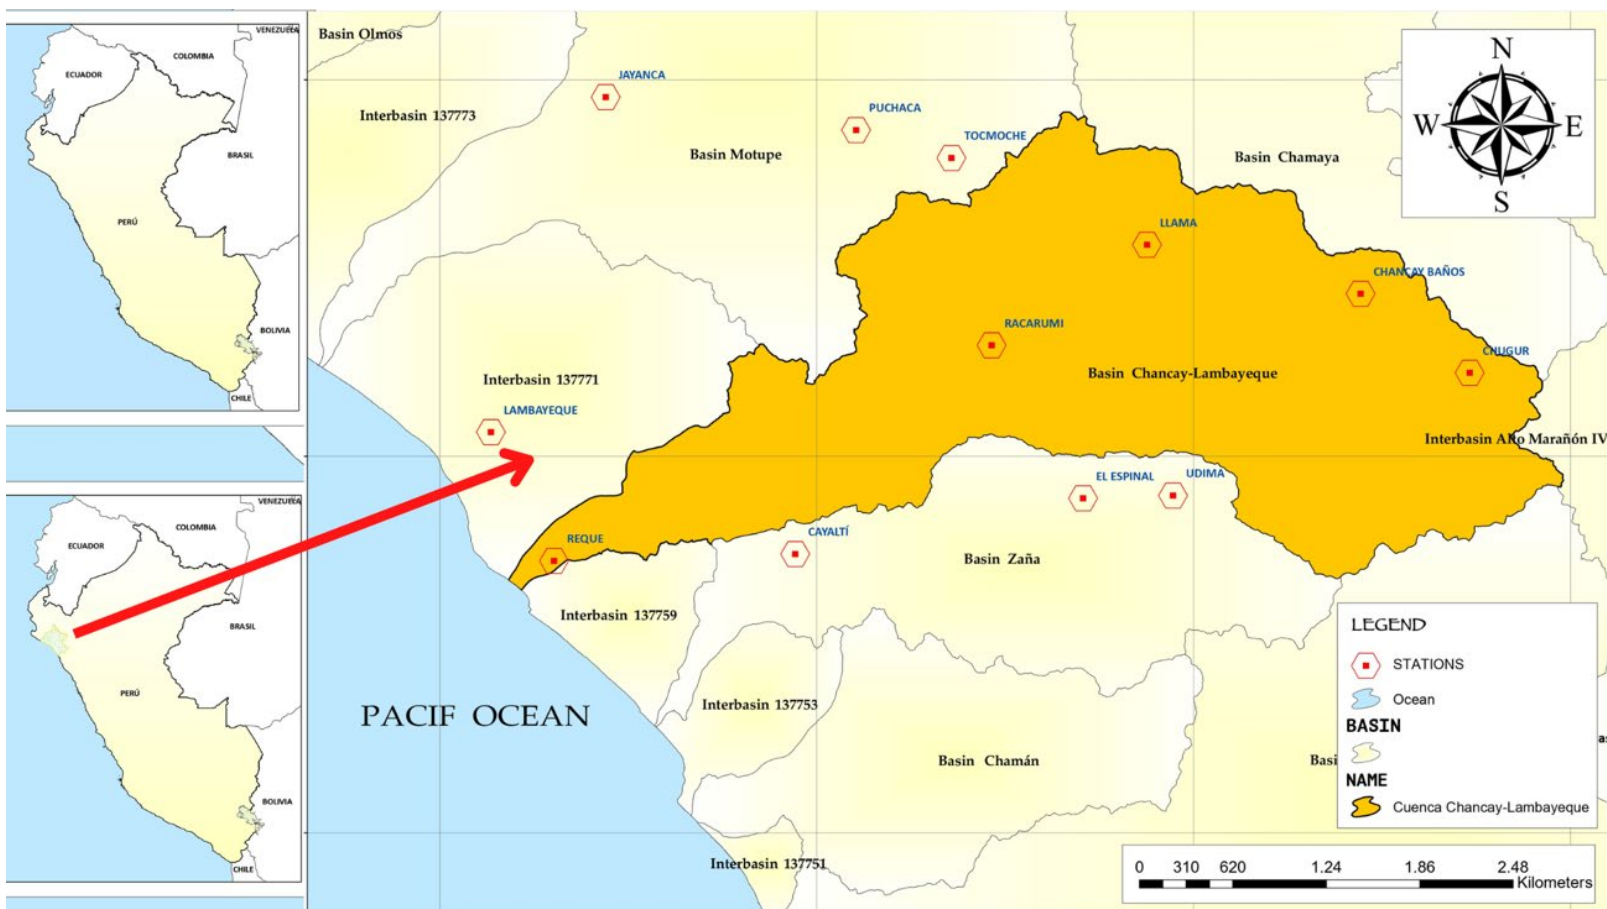 VENEZUELA
COLOMBIA
ECUADOR
BRASIL
PERÚ
BOLIVIA
CHILE
VENEZUELA
COLOMBIA
ECUADOR
BRASIL
PERÚ
BOLIVIA
CHILE
Basin Olmos
JAYANCA
Interbasin 137773
PUCHACA
TOCMOCHE
Basin Motupe
Basin Chamaya
N
W
E
S
LLAMA
CHANCAY BAÑOS
RACARUMI
CHUGUR
Basin Chancay-Lambayeque
Interbasin 137771
LAMBAYEQUE
Interbasin Alto Marañón IV
EL ESPINAL
UDIMA
REQUE
CAYALTÍ
Basin Zaña
Interbasin 137759
PACIF OCEAN
Interbasin 137753
Basin Chamán
Basi
as
Interbasin 137751
LEGEND
STATIONS
Ocean
BASIN
NAME
Cuenca Chancay-Lambayeque
0 310 620 1.24 1.86 2.48
Kilometers